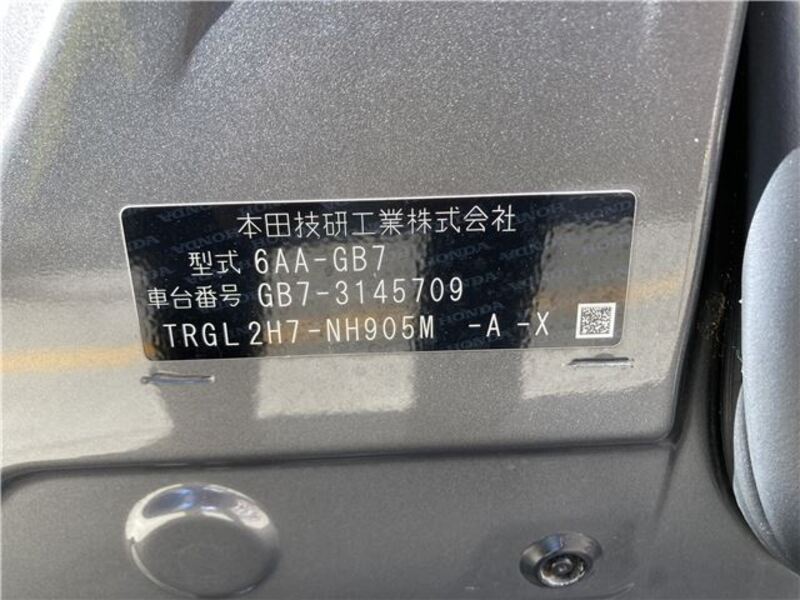 本田技研工業株式会社
型式 6AA-GB7
車台番号 GB7-3145709
TRGL 2H7-NH905M -A -X